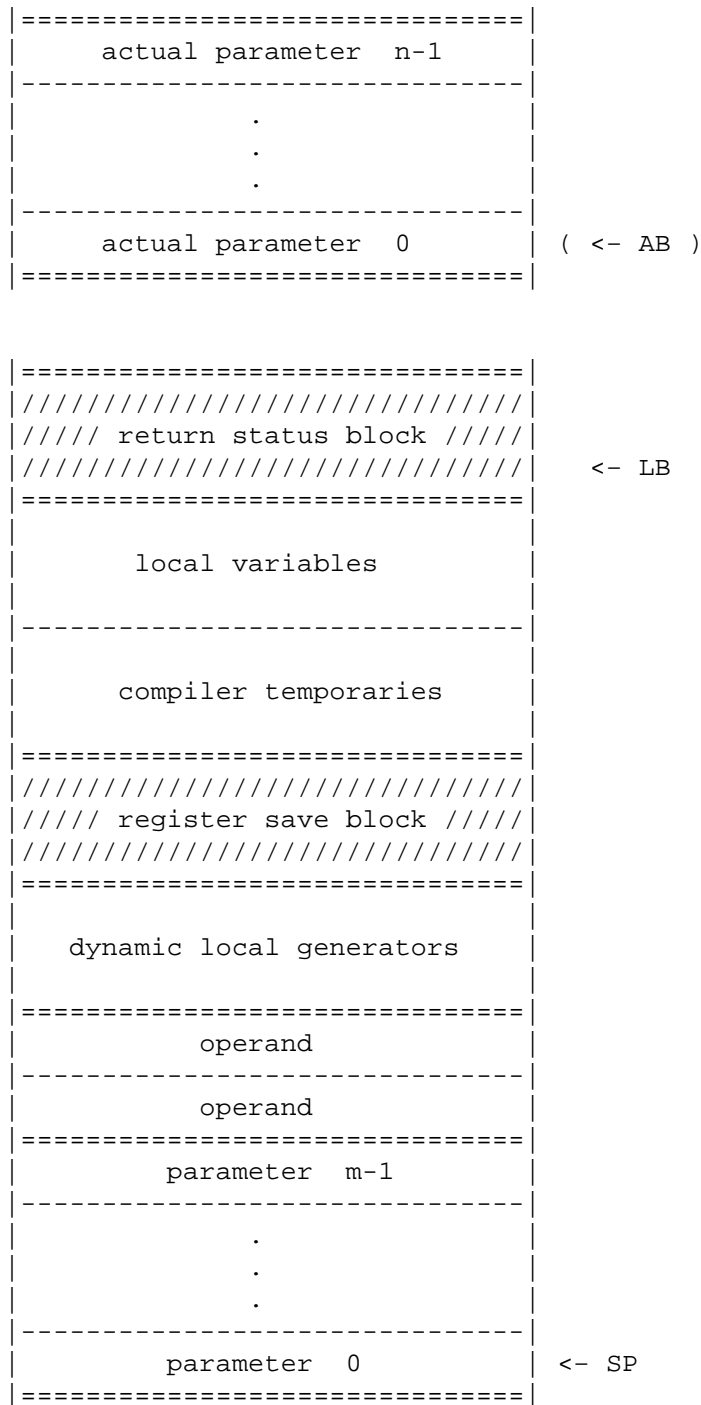 |===============================|
actual parameter n-1
|-------------------------------|
.
.
.
|-------------------------------|
actual parameter 0 ( <- AB )
|===============================|
|===============================|
|///////////////////////////////|
|///// return status block /////|
|///////////////////////////////| <- LB
|===============================|
local variables
|-------------------------------|
compiler temporaries
|===============================|
|///////////////////////////////|
|///// register save block /////|
|///////////////////////////////|
|===============================|
dynamic local generators
|===============================|
operand
|-------------------------------|
operand
|===============================|
parameter m-1
|-------------------------------|
.
.
.
|-------------------------------|
parameter 0 <- SP
|===============================|